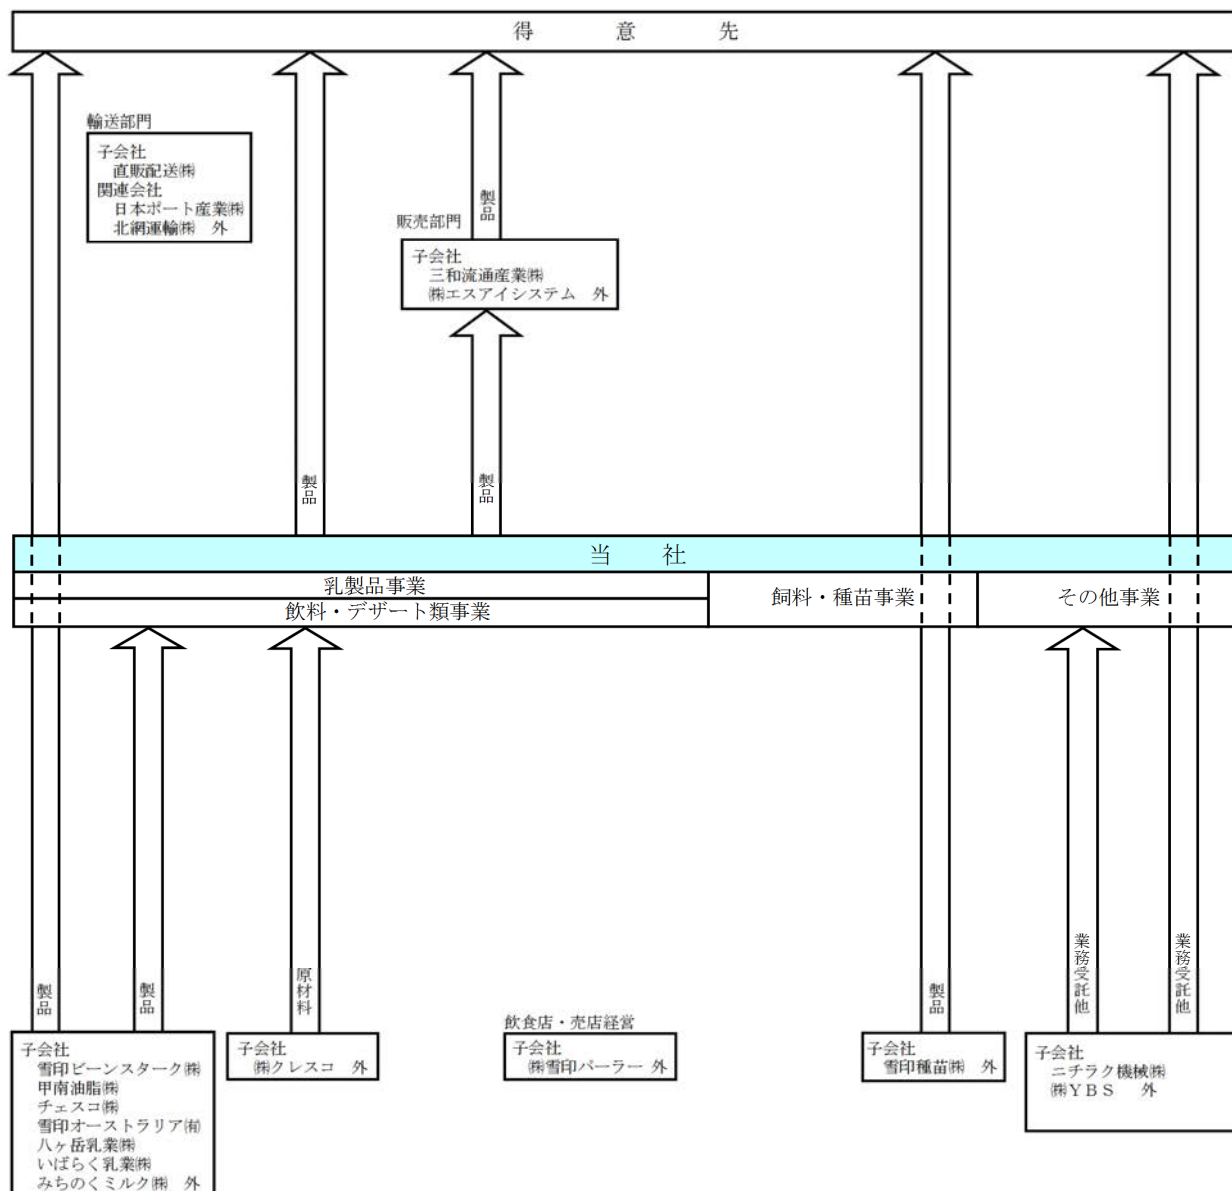 得　意　先
輸送部門
子会社
直販配送㈱
関連会社
日本ポート産業㈱
北網運輸㈱　外
製品
販売部門
子会社
三和流通産業㈱
㈱エスアイシステム　外
製品
製品
当　社
乳製品事業
飲料・デザート類事業
飼料・種苗事業
その他事業
製品
製品
原材料
製品
業務受託他
業務受託他
子会社
雪印ビーンスターク㈱
甲南油脂㈱
チェスコ㈱
雪印オーストラリア㈲
八ヶ岳乳業㈱
いばらく乳業㈱
みちのくミルク㈱　外
子会社
㈱クレスコ　外
飲食店・売店経営
子会社
㈱雪印パーラー 外
子会社
雪印種苗㈱　外
子会社
ニチラク機械㈱
㈱ＹＢＳ　外